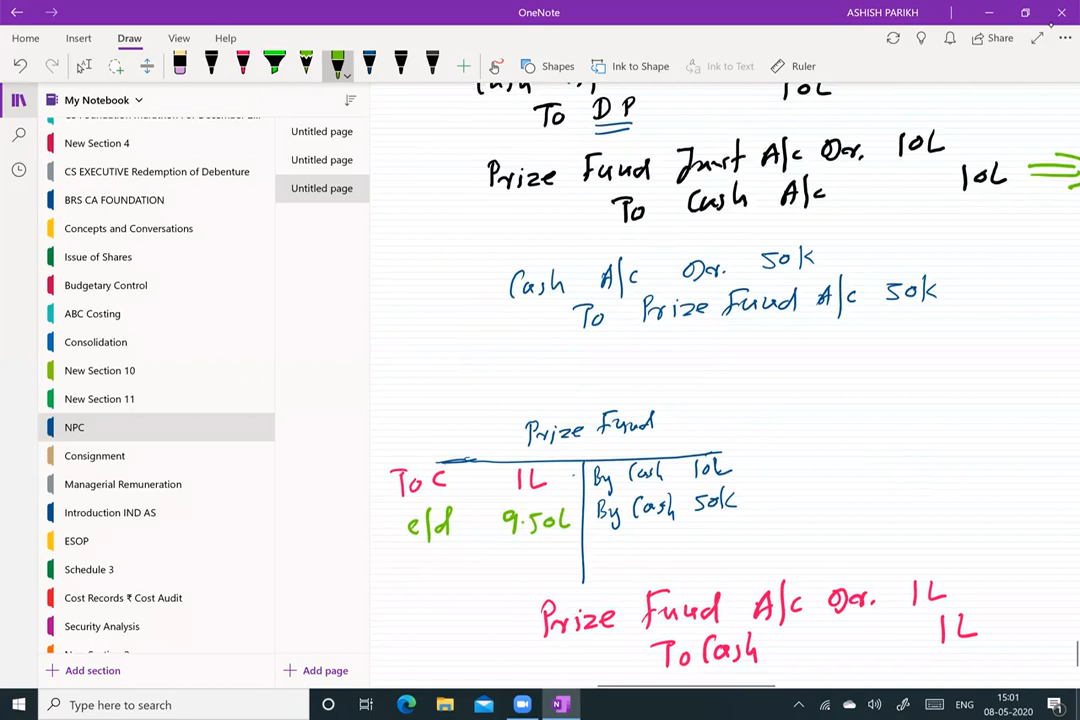 OneNote
ASHISH PARIKH
Home Insert Draw View Help
Share
Shapes Ink to Shape Ink to Text Ruler
My Notebook
New Section 4
CS EXECUTIVE Redemption of Debenture
BRS CA FOUNDATION
Concepts and Conversations
Issue of Shares
Budgetary Control
ABC Costing
Consolidation
New Section 10
New Section 11
NPC
Consignment
Managerial Remuneration
Introduction IND AS
ESOP
Schedule 3
Cost Records ₹ Cost Audit
Security Analysis
Add section
Untitled page
Untitled page
Untitled page
Add page
10L
To DP
Prize Fund Invt A/c Dr. 10L
To Cash A/c 10L
Cash A/c Dr. 50K
To Prize Fund A/c 50K
Prize Fund
To C 1L By Cash 10L
c/d 9.50L By Cash 50K
Prize Fund A/c Dr. 1L
To Cash 1L
Type here to search
ENG
15:01
08-05-2020